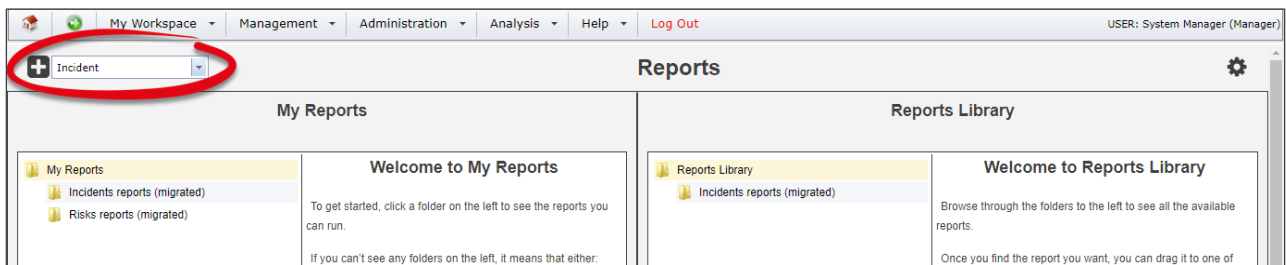 My Workspace Management Administration Analysis Help Log Out USER: System Manager (Manager)
Incident
Reports
My Reports
Reports Library
My Reports
Incidents reports (migrated)
Risks reports (migrated)
Welcome to My Reports
To get started, click a folder on the left to see the reports you
can run.
If you can't see any folders on the left, it means that either:
Reports Library
Incidents reports (migrated)
Welcome to Reports Library
Browse through the folders to the left to see all the available
reports.
Once you find the report you want, you can drag it to one of